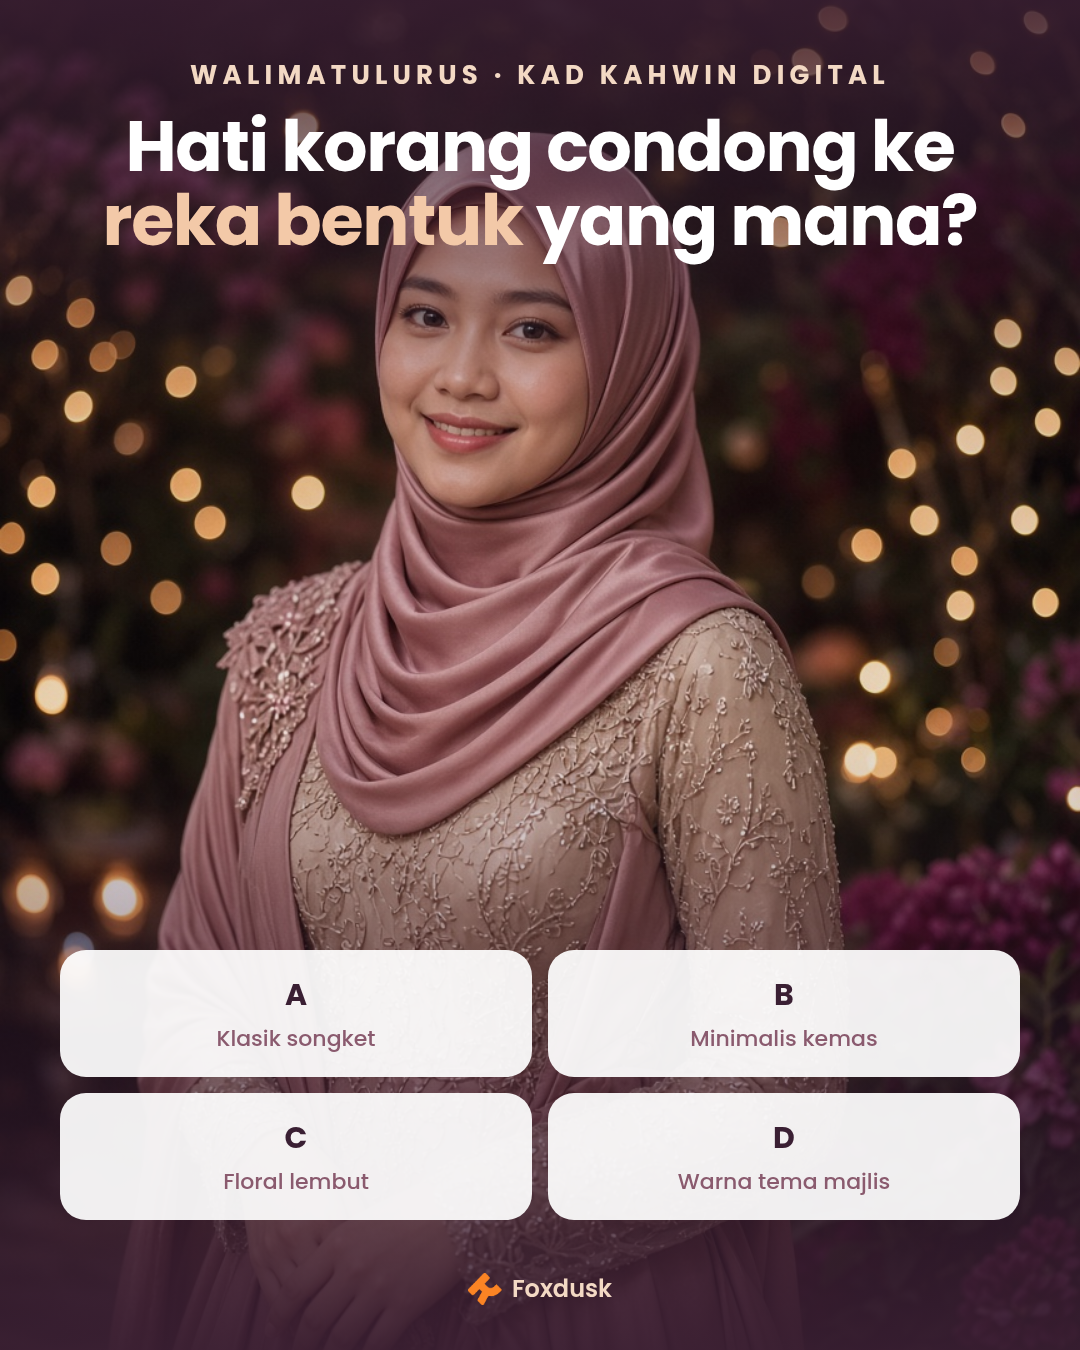 WALIMATULURUS · KAD KAHWIN DIGITAL
Hati korang condong ke
reka bentuk yang mana?
A
Klasik songket
B
Minimalis kemas
C
Floral lembut
D
Warna tema majlis
Foxdusk